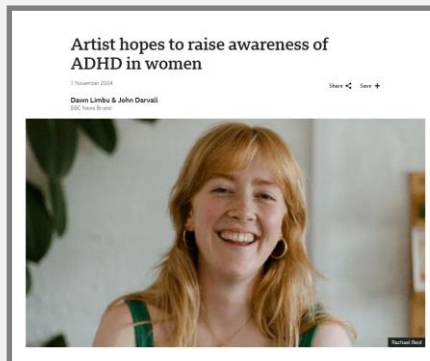 Artist hopes to raise awareness of
ADHD in women
1 November 2024
Share Save
Dawn Limbu & John Darvall
BBC News Bristol
Rachael Reid